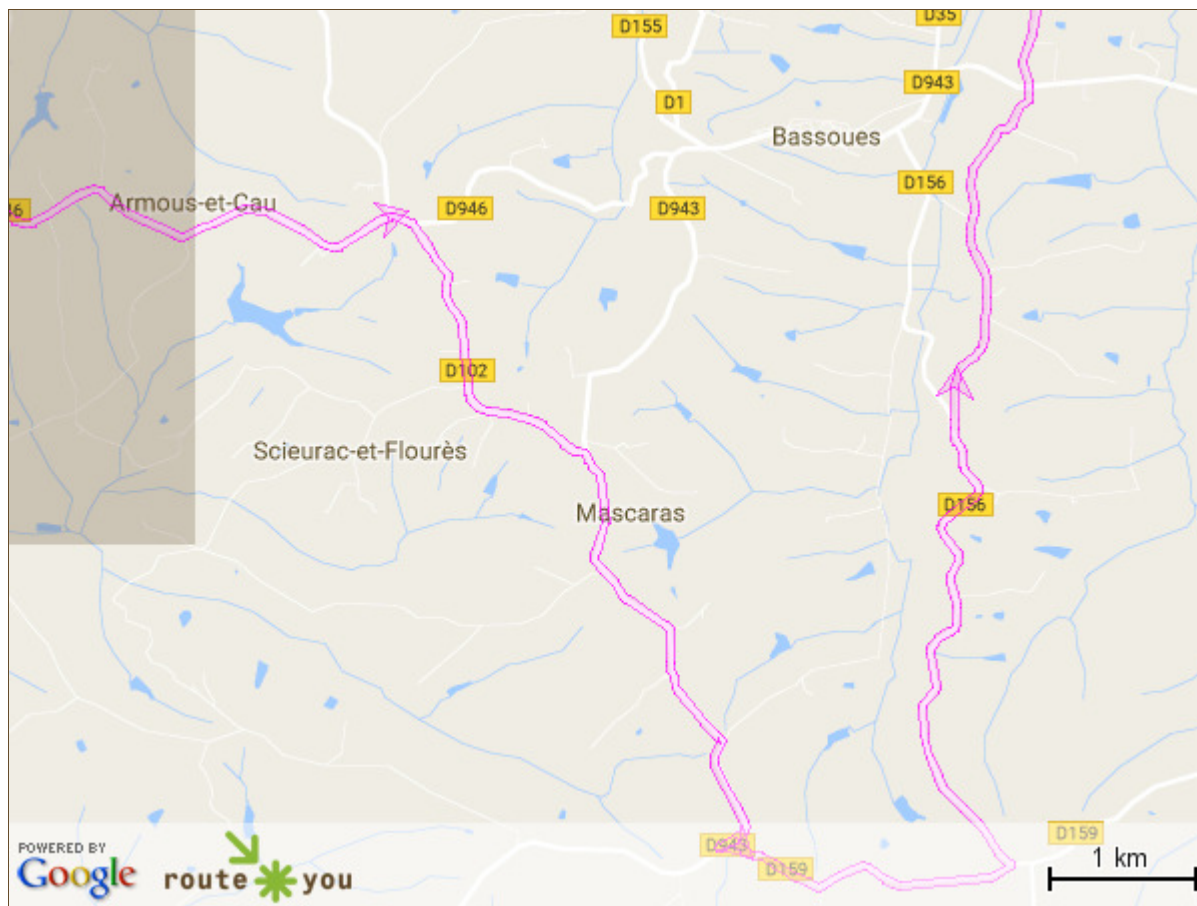 D155
D35
D943
D1
Bassoues
D156
Armous-et-Cau
D946
D943
D102
Scieurac-et-Flourès
Mascaras
D156
D943
D159
D159
1 km
POWERED BY
Google
route you